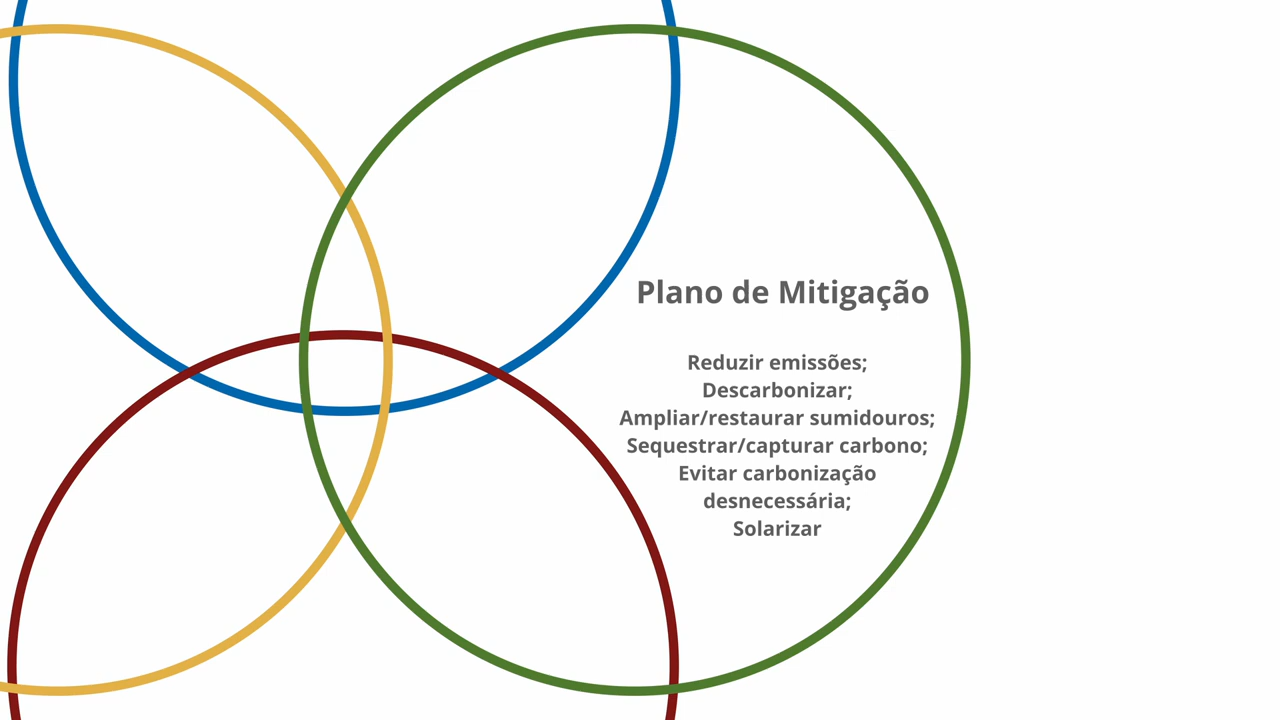 Plano de Mitigação
Reduzir emissões;
Descarbonizar;
Ampliar/restaurar sumidouros;
Sequestrar/capturar carbono;
Evitar carbonização
desnecessária;
Solarizar